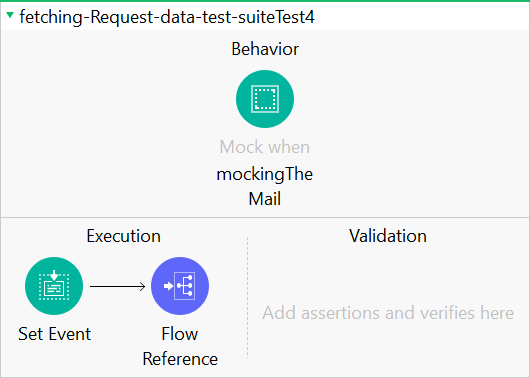 fetching-Request-data-test-suiteTest4
Behavior
Mock when
mockingThe
Mail
Execution
Validation
Set Event
Flow
Reference
Add assertions and verifies here